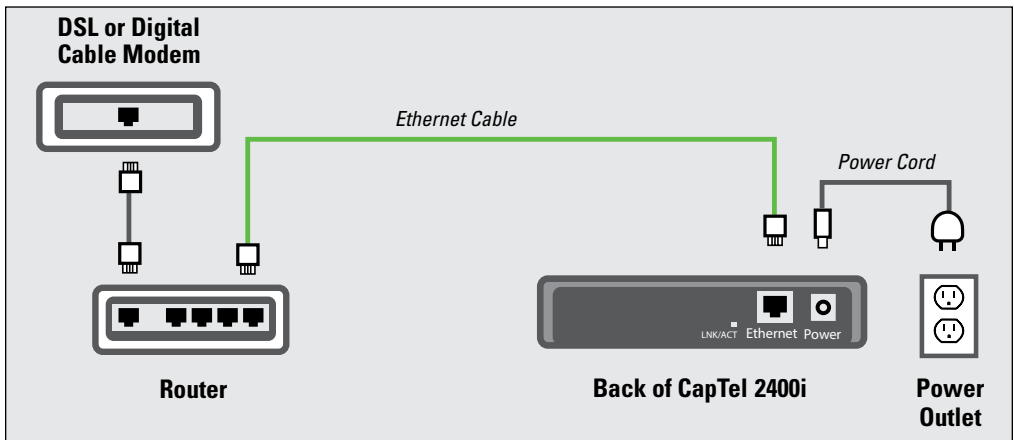 DSL or Digital
Cable Modem
Ethernet Cable
Power Cord
LNK/ACT Ethernet Power
Router
Back of CapTel 2400i
Power
Outlet